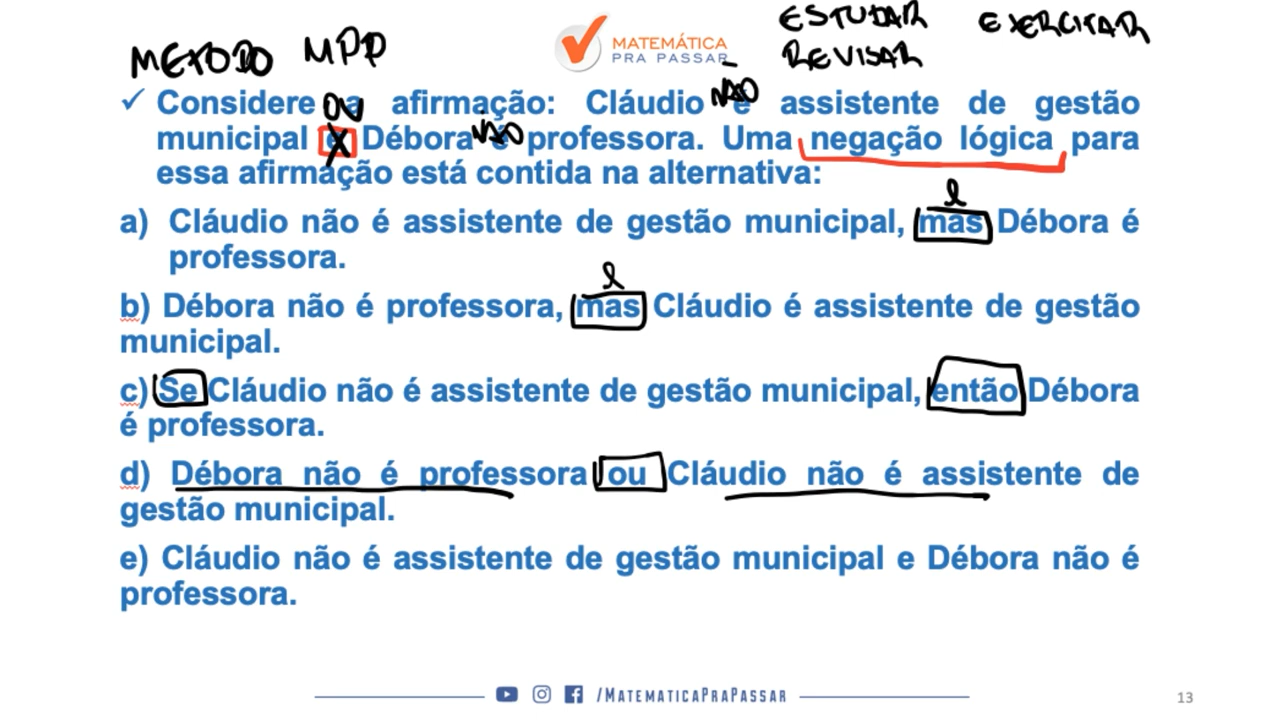 MÉTODO MPP
MATEMÁTICA
PRA PASSAR
ESTUDAR EXERCITAR
REVISAR
OU NÃO
✓ Considere a afirmação: Cláudio é assistente de gestão
municipal e Débora NÃO é professora. Uma negação lógica para
essa afirmação está contida na alternativa:
e
a) Cláudio não é assistente de gestão municipal, mas Débora é
professora.
e
b) Débora não é professora, mas Cláudio é assistente de gestão
municipal.
c) Se Cláudio não é assistente de gestão municipal, então Débora
é professora.
d) Débora não é professora ou Cláudio não é assistente de
gestão municipal.
e) Cláudio não é assistente de gestão municipal e Débora não é
professora.
/MATEMATICAPRAPASSAR
13